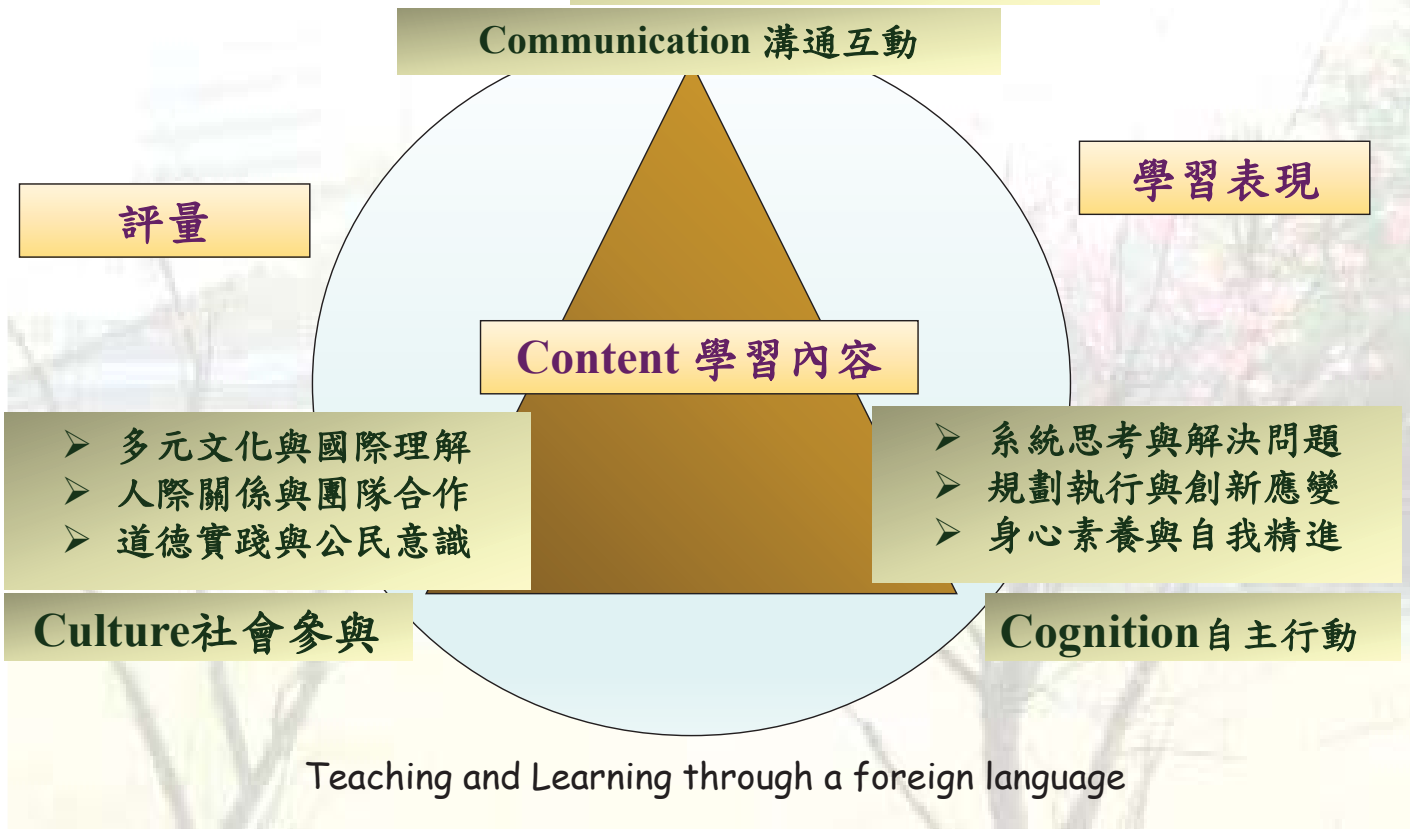 Communication 溝通互動
評量
學習表現
Content 學習內容
➢ 多元文化與國際理解
➢ 人際關係與團隊合作
➢ 道德實踐與公民意識
➢ 系統思考與解決問題
➢ 規劃執行與創新應變
➢ 身心素養與自我精進
Culture社會參與
Cognition自主行動
Teaching and Learning through a foreign language